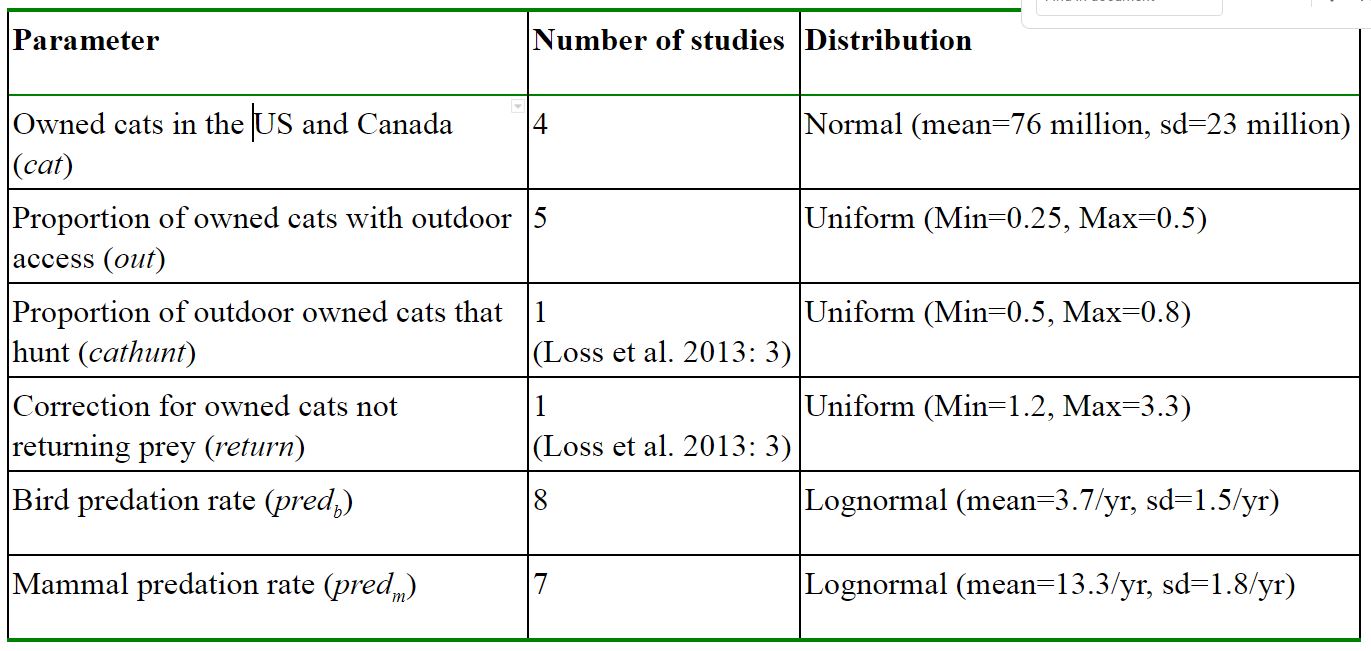 Parameter Number of studies Distribution
Owned cats in the US and Canada 4 Normal (mean=76 million, sd=23 million)
(cat)
Proportion of owned cats with outdoor 5 Uniform (Min=0.25, Max=0.5)
access (out)
Proportion of outdoor owned cats that 1 Uniform (Min=0.5, Max=0.8)
hunt (cathunt) (Loss et al. 2013: 3)
Correction for owned cats not 1 Uniform (Min=1.2, Max=3.3)
returning prey (return) (Loss et al. 2013: 3)
Bird predation rate (pred_b) 8 Lognormal (mean=3.7/yr, sd=1.5/yr)
Mammal predation rate (pred_m) 7 Lognormal (mean=13.3/yr, sd=1.8/yr)